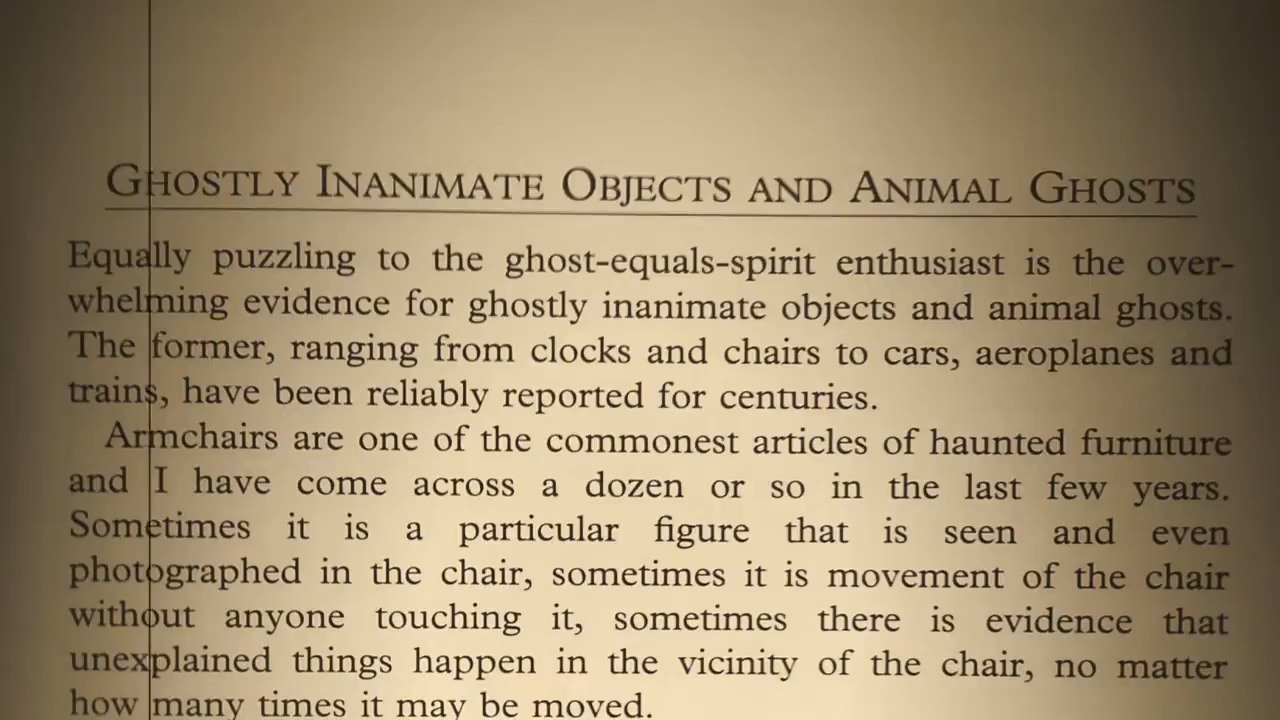 GHOSTLY INANIMATE OBJECTS AND ANIMAL GHOSTS
Equally puzzling to the ghost-equals-spirit enthusiast is the over-
whelming evidence for ghostly inanimate objects and animal ghosts.
The former, ranging from clocks and chairs to cars, aeroplanes and
trains, have been reliably reported for centuries.
Armchairs are one of the commonest articles of haunted furniture
and I have come across a dozen or so in the last few years.
Sometimes it is a particular figure that is seen and even
photographed in the chair, sometimes it is movement of the chair
without anyone touching it, sometimes there is evidence that
unexplained things happen in the vicinity of the chair, no matter
how many times it may be moved.